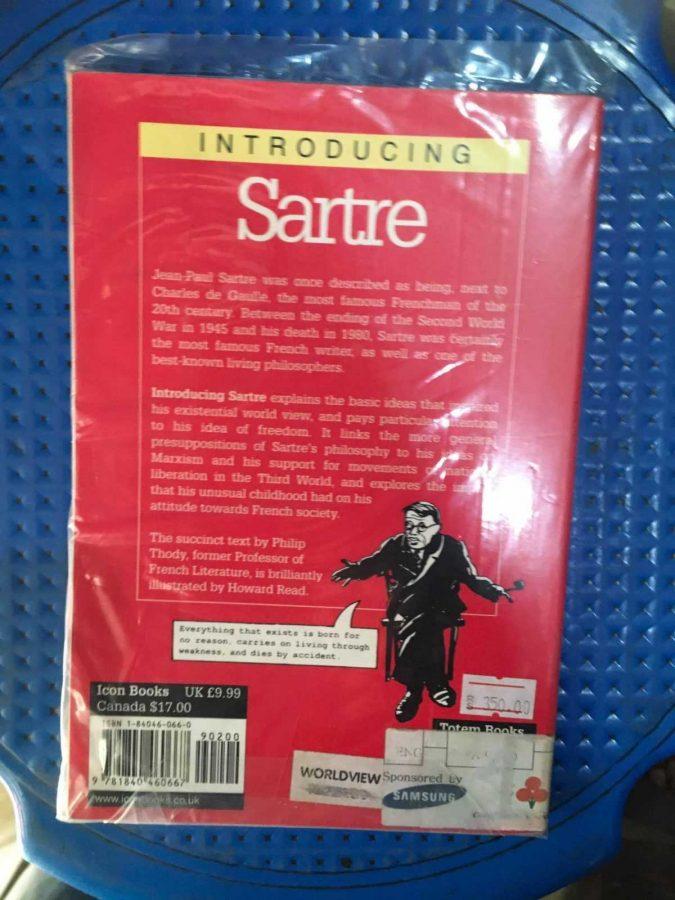 INTRODUCING
Sartre
Jean-Paul Sartre was once described as being, next to
Charles de Gaulle, the most famous Frenchman of the
20th century. Between the ending of the Second World
War in 1945 and his death in 1980, Sartre was certainly
the most famous French writer, as well as one of the
best-known living philosophers.
Introducing Sartre explains the basic ideas that
his existential world view, and pays particular attention
to his idea of freedom. It links the more general
presuppositions of Sartre's philosophy to his
Marxism and his support for movements
liberation in the Third World, and explores the
that his unusual childhood had on his
attitude towards French society.
The succinct text by Philip
Thody, former Professor of
French Literature, is brilliantly
illustrated by Howard Read.
Everything that exists is born for
no reason, carries on living through
weakness, and dies by accident.
350.00
Icon Books UK £9.99
Canada $17.00
ISBN 1-84046-066-0
90200
9 781840 460667
www.iconbooks.co.uk
Totem Books
ENG
WORLDVIEW
Sponsored by
SAMSUNG